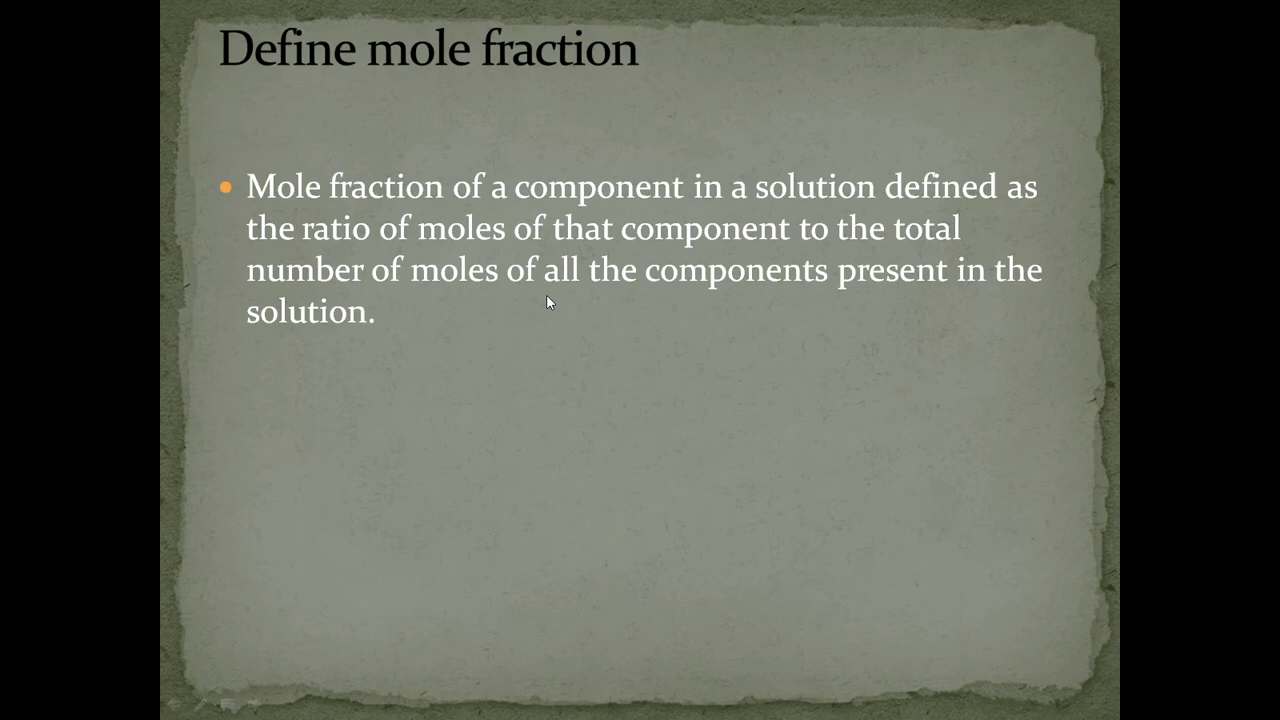 Define mole fraction
• Mole fraction of a component in a solution defined as
the ratio of moles of that component to the total
number of moles of all the components present in the
solution.